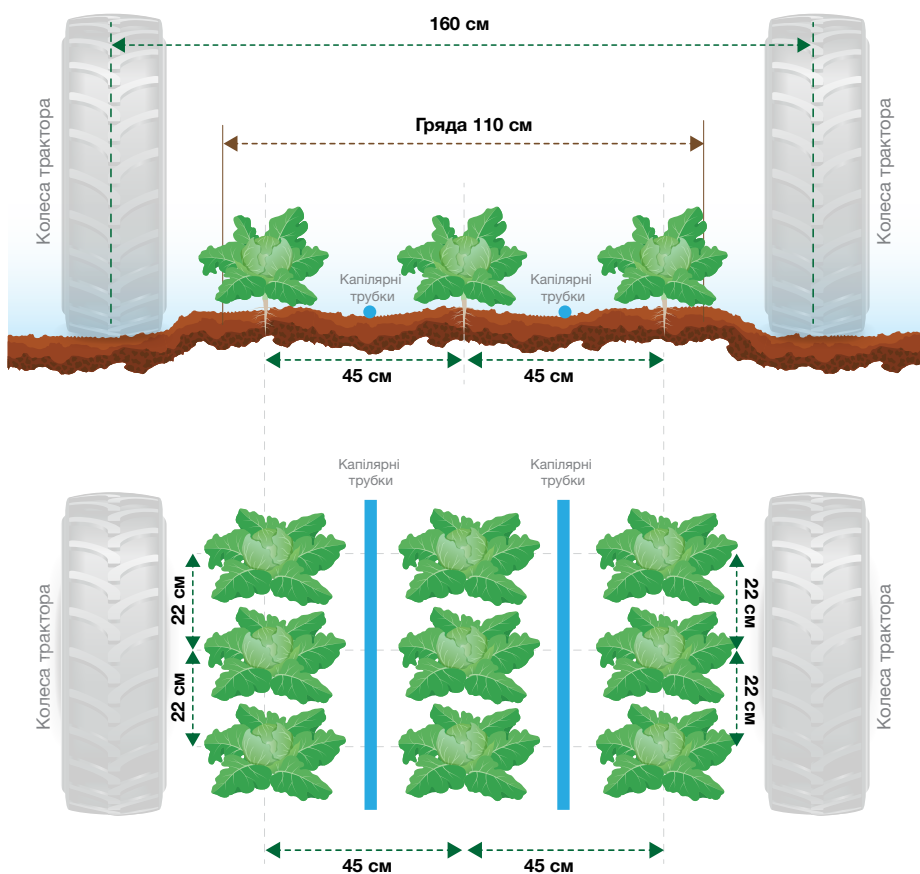 160 см
Гряда 110 см
Колеса трактора
Колеса трактора
Капілярні
трубки
Капілярні
трубки
45 см
45 см
Капілярні
трубки
Капілярні
трубки
Колеса трактора
22 см
22 см
22 см
22 см
Колеса трактора
45 см
45 см